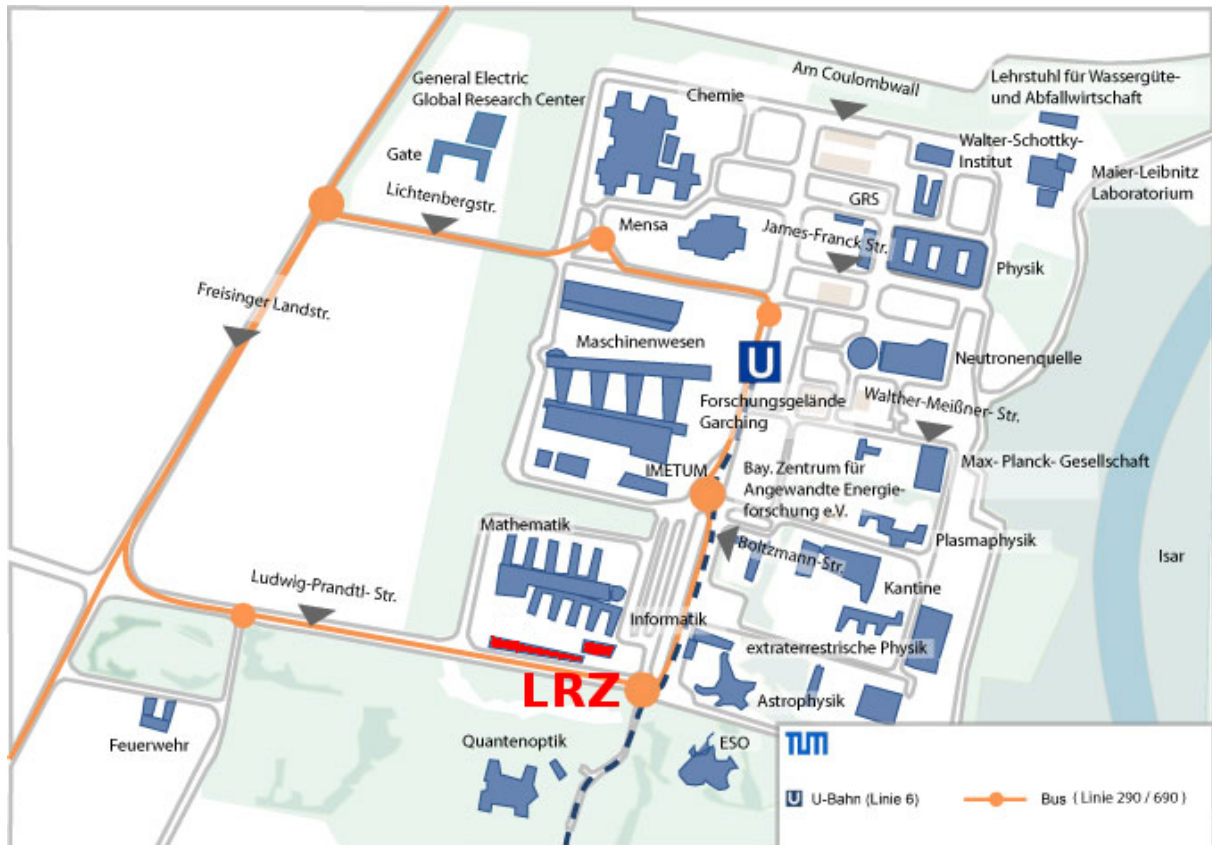 Am Coulombwall
Lehrstuhl für Wassergüte-
und Abfallwirtschaft
General Electric
Global Research Center
Chemie
Walter-Schottky-
Institut
Gate
Maier-Leibnitz
Laboratorium
Lichtenbergstr.
GRS
Mensa
James-Franck Str.
Physik
Freisinger Landstr.
Maschinenwesen
U
Neutronenquelle
Forschungsgelände
Garching
Walther-Meißner- Str.
IMETUM
Bay. Zentrum für
Angewandte Energie-
forschung e.V.
Max- Planck- Gesellschaft
Mathematik
Boltzmann-Str.
Plasmaphysik
Isar
Ludwig-Prandtl- Str.
Kantine
Informatik
extraterrestrische Physik
LRZ
Astrophysik
Feuerwehr
Quantenoptik
ESO
TUM
U U-Bahn (Linie 6)
Bus ( Linie 290 / 690 )